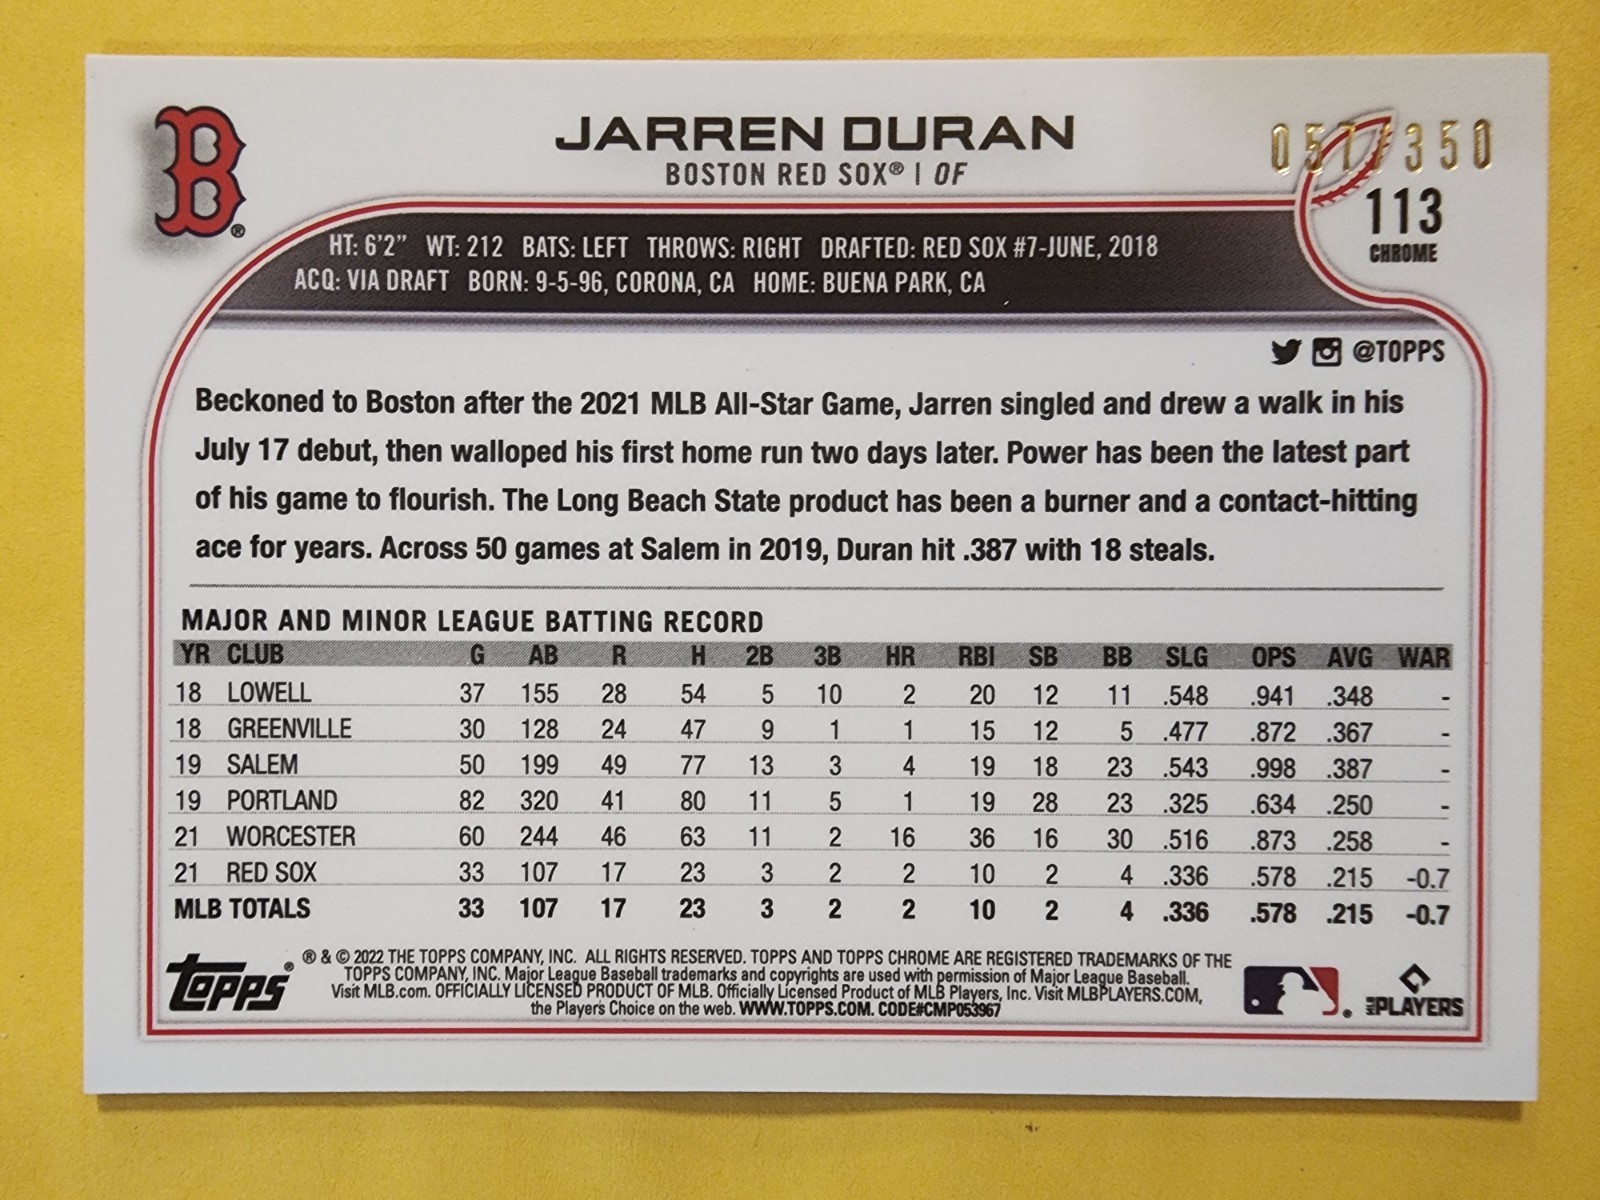 B®
JARREN DURAN
BOSTON RED SOX® | OF
057/350
113
CHROME
HT: 6'2" WT: 212 BATS: LEFT THROWS: RIGHT DRAFTED: RED SOX #7-JUNE, 2018
ACQ: VIA DRAFT BORN: 9-5-96, CORONA, CA HOME: BUENA PARK, CA
@TOPPS
Beckoned to Boston after the 2021 MLB All-Star Game, Jarren singled and drew a walk in his
July 17 debut, then walloped his first home run two days later. Power has been the latest part
of his game to flourish. The Long Beach State product has been a burner and a contact-hitting
ace for years. Across 50 games at Salem in 2019, Duran hit .387 with 18 steals.
MAJOR AND MINOR LEAGUE BATTING RECORD
YR CLUB G AB R H 2B 3B HR RBI SB BB SLG OPS AVG WAR
18 LOWELL 37 155 28 54 5 10 2 20 12 11 .548 .941 .348 -
18 GREENVILLE 30 128 24 47 9 1 1 15 12 5 .477 .872 .367 -
19 SALEM 50 199 49 77 13 3 4 19 18 23 .543 .998 .387 -
19 PORTLAND 82 320 41 80 11 5 1 19 28 23 .325 .634 .250 -
21 WORCESTER 60 244 46 63 11 2 16 36 16 30 .516 .873 .258 -
21 RED SOX 33 107 17 23 3 2 2 10 2 4 .336 .578 .215 -0.7
MLB TOTALS 33 107 17 23 3 2 2 10 2 4 .336 .578 .215 -0.7
Topps®
® & © 2022 THE TOPPS COMPANY, INC. ALL RIGHTS RESERVED. TOPPS AND TOPPS CHROME ARE REGISTERED TRADEMARKS OF THE
TOPPS COMPANY, INC. Major League Baseball trademarks and copyrights are used with permission of Major League Baseball.
Visit MLB.com. OFFICIALLY LICENSED PRODUCT OF MLB. Officially Licensed Product of MLB Players, Inc. Visit MLBPLAYERS.COM,
the Players Choice on the web. WWW.TOPPS.COM. CODE#CMP053967
MLB PLAYERS